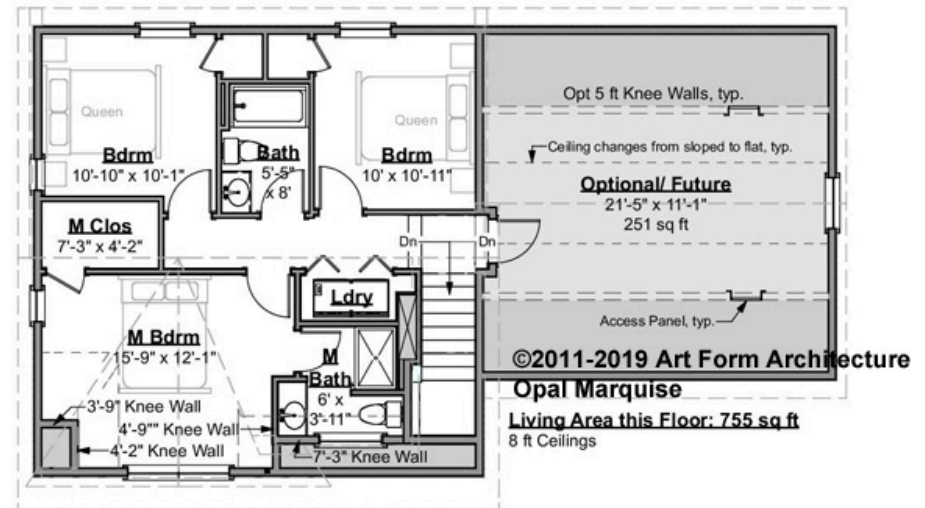 Queen
Bdrm
10'-10" x 10'-1"
Bath
5'-5"
x 8'
Queen
Bdrm
10' x 10'-11"
Opt 5 ft Knee Walls, typ.
Ceiling changes from sloped to flat, typ.
Optional/ Future
21'-5" x 11'-1"
251 sq ft
M Clos
7'-3" x 4'-2"
Dn
Dn
Ldry
M Bdrm
15'-9" x 12'-1"
M
Bath
6' x
3'-11"
Access Panel, typ.
3'-9" Knee Wall
4'-9"" Knee Wall
4'-2" Knee Wall
7'-3" Knee Wall
©2011-2019 Art Form Architecture
Opal Marquise
Living Area this Floor: 755 sq ft
8 ft Ceilings